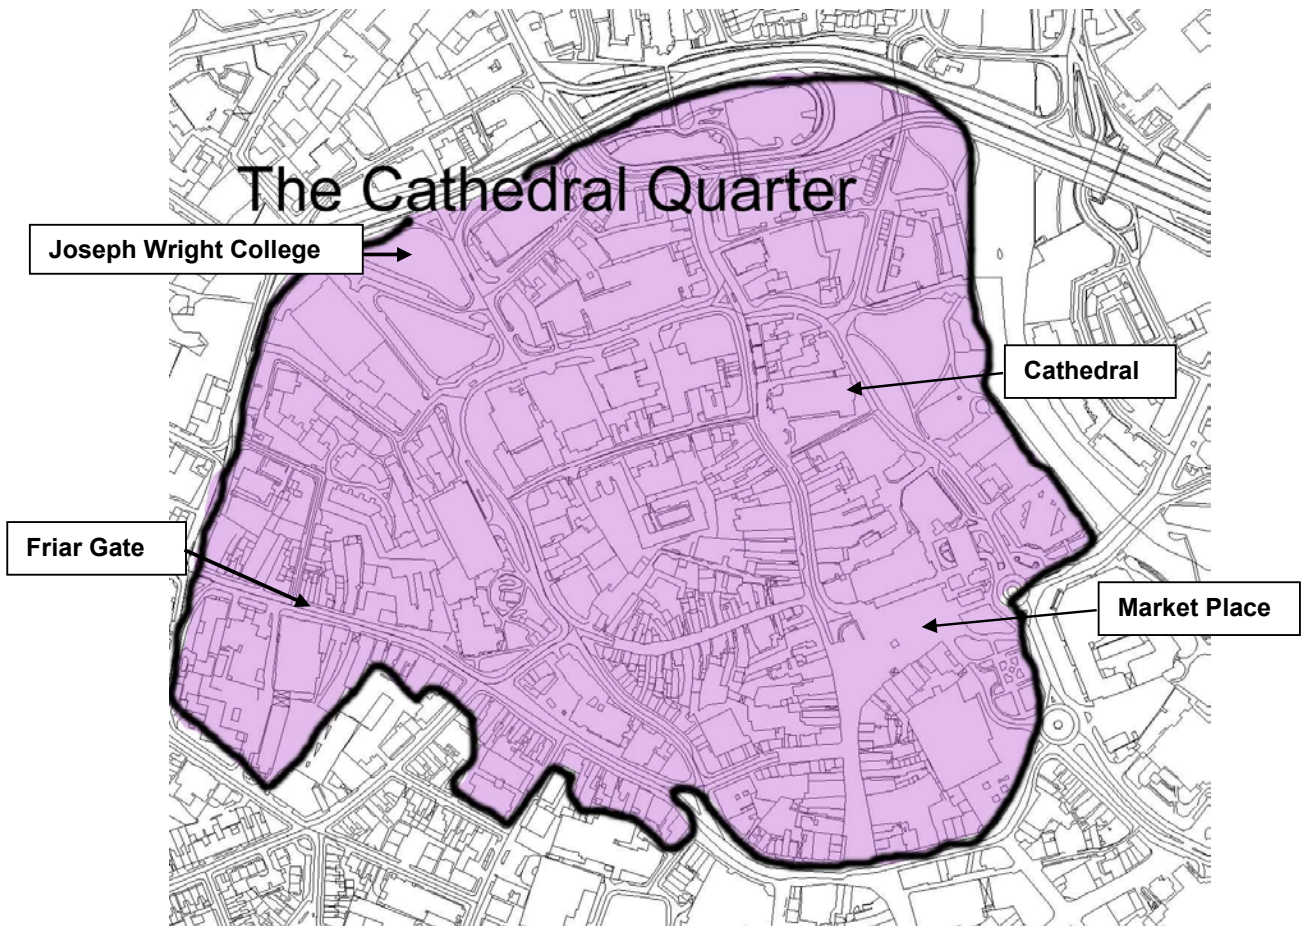 The Cathedral Quarter
Joseph Wright College
Cathedral
Friar Gate
Market Place